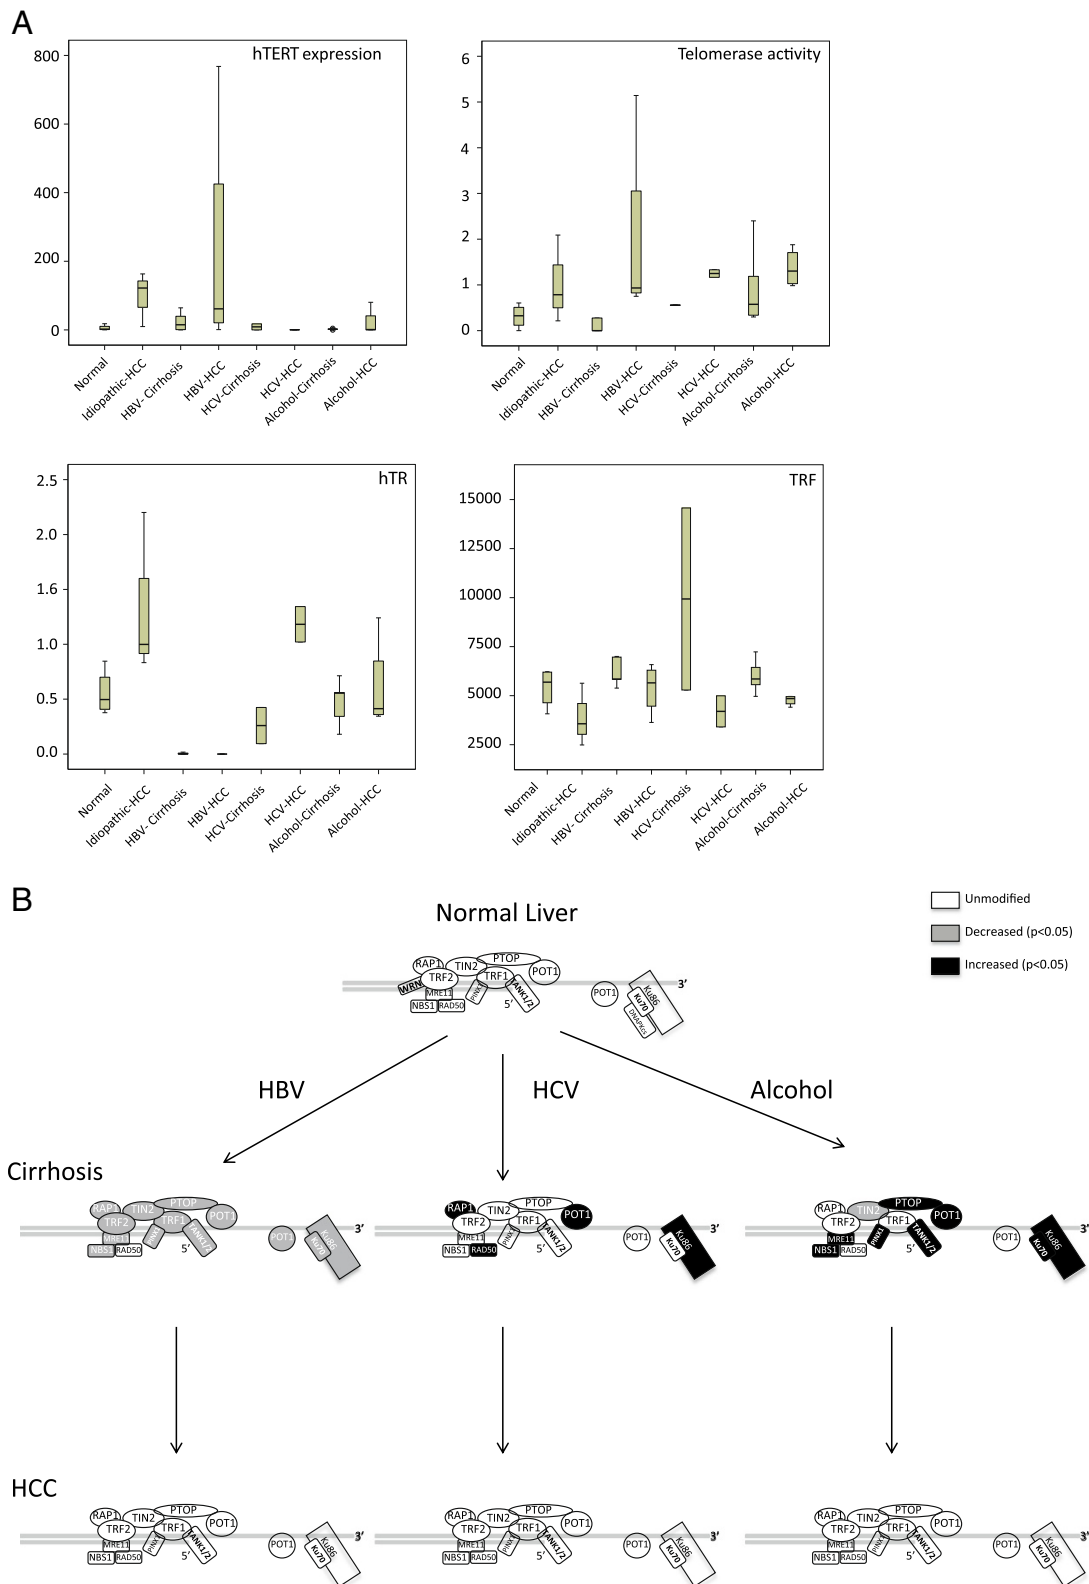 A
hTERT expression
800
600
400
200
0
Normal
Idiopathic-HCC
HBV- Cirrhosis
HBV-HCC
HCV-Cirrhosis
HCV-HCC
Alcohol-Cirrhosis
Alcohol-HCC
Telomerase activity
6
5
4
3
2
1
0
Normal
Idiopathic-HCC
HBV- Cirrhosis
HBV-HCC
HCV-Cirrhosis
HCV-HCC
Alcohol-Cirrhosis
Alcohol-HCC
hTR
2.5
2.0
1.6
1.0
0.5
0.0
Normal
Idiopathic-HCC
HBV- Cirrhosis
HBV-HCC
HCV-Cirrhosis
HCV-HCC
Alcohol-Cirrhosis
Alcohol-HCC
TRF
15000
12500
10000
7500
5000
2500
Normal
Idiopathic-HCC
HBV- Cirrhosis
HBV-HCC
HCV-Cirrhosis
HCV-HCC
Alcohol-Cirrhosis
Alcohol-HCC
B
Unmodified
Decreased (p<0.05)
Increased (p<0.05)
Normal Liver
RAP1 TIN2 PTOP
WRN TRF2 TRF1 POT1
MRE11 PINX1 TANK1/2
NBS1 RAD50 5’
POT1 Ku86 3’
Ku70
DNAPKcs
HBV
HCV
Alcohol
Cirrhosis
RAP1 TIN2 PTOP
TRF2 TRF1 POT1
MRE11 PINX1 TANK1/2
NBS1 RAD50 5’
POT1 Ku86 3’
Ku70
RAP1 TIN2 PTOP
TRF2 TRF1 POT1
MRE11 PINX1 TANK1/2
NBS1 RAD50 5’
POT1 Ku86 3’
Ku70
RAP1 TIN2 PTOP
TRF2 TRF1 POT1
MRE11 PINX1 TANK1/2
NBS1 RAD50 5’
POT1 Ku86 3’
Ku70
HCC
RAP1 TIN2 PTOP
TRF2 TRF1 POT1
MRE11 PINX1 TANK1/2
NBS1 RAD50 5’
POT1 Ku86 3’
Ku70
RAP1 TIN2 PTOP
TRF2 TRF1 POT1
MRE11 PINX1 TANK1/2
NBS1 RAD50 5’
POT1 Ku86 3’
Ku70
RAP1 TIN2 PTOP
TRF2 TRF1 POT1
MRE11 PINX1 TANK1/2
NBS1 RAD50 5’
POT1 Ku86 3’
Ku70